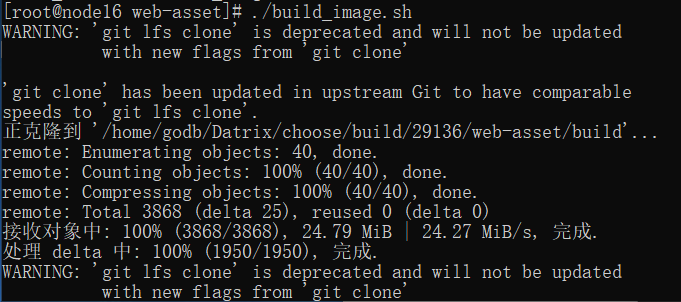 [root@node16 web-asset]# ./build_image.sh
WARNING: 'git lfs clone' is deprecated and will not be updated
with new flags from 'git clone'
'git clone' has been updated in upstream Git to have comparable
speeds to 'git lfs clone'.
正克隆到 '/home/godb/Datrix/choose/build/29136/web-asset/build'...
remote: Enumerating objects: 40, done.
remote: Counting objects: 100% (40/40), done.
remote: Compressing objects: 100% (40/40), done.
remote: Total 3868 (delta 25), reused 0 (delta 0)
接收对象中: 100% (3868/3868), 24.79 MiB | 24.27 MiB/s, 完成.
处理 delta 中: 100% (1950/1950), 完成.
WARNING: 'git lfs clone' is deprecated and will not be updated
with new flags from 'git clone'